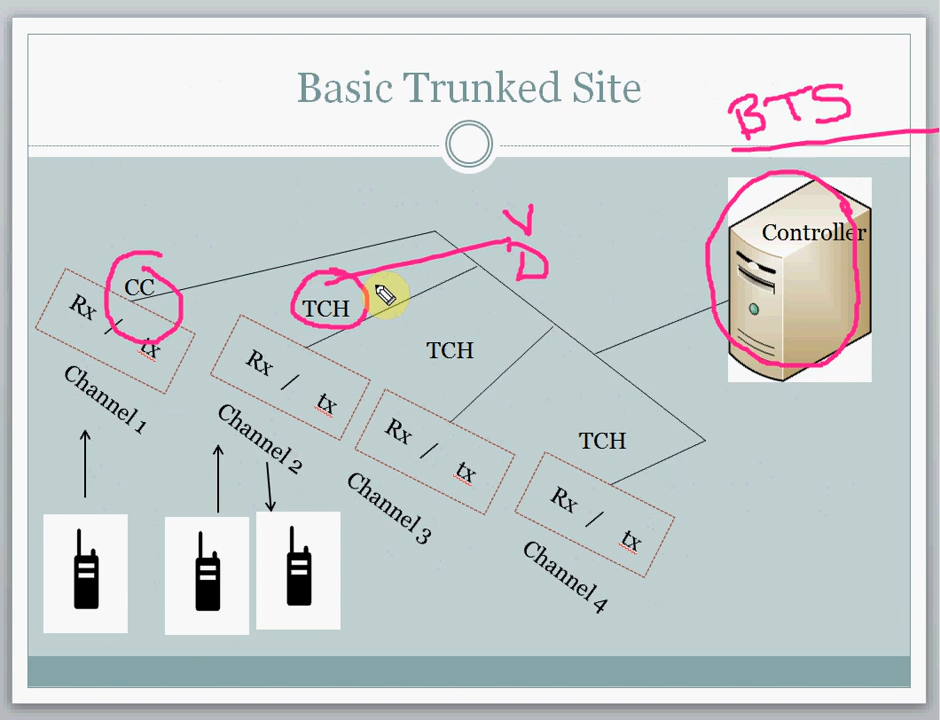 Basic Trunked Site
BTS
Controller
V
D
CC
TCH
TCH
TCH
Rx / tx
Channel 1
Rx / tx
Channel 2
Rx / tx
Channel 3
Rx / tx
Channel 4